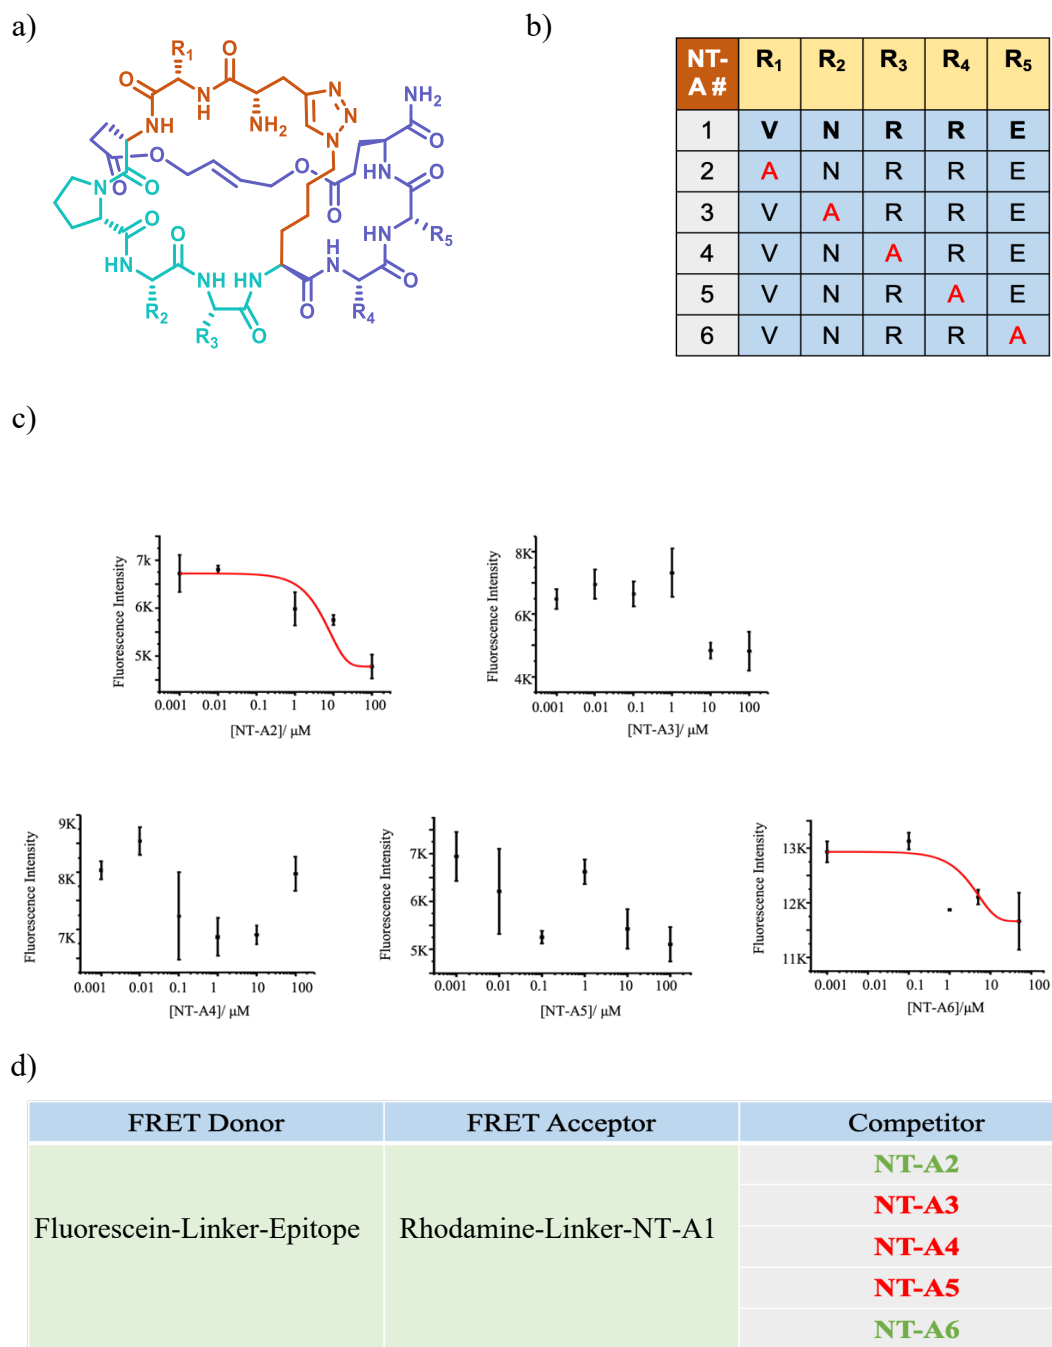 a)
R1
O
O
N
H
NH2
N
N
N
NH
O
O
O
N
O
O
HN
R2
O
NH
R3
O
HN
O
H
N
R4
O
HN
R5
O
HN
O
NH2
O
O
b)
NT-A # R1 R2 R3 R4 R5
1 V N R R E
2 A N R R E
3 V A R R E
4 V N A R E
5 V N R A E
6 V N R R A
c)
Fluorescence Intensity
7k
6K
5K
0.001 0.01 0.1 1 10 100
[NT-A2]/ μM
Fluorescence Intensity
8K
6K
4K
0.001 0.01 0.1 1 10 100
[NT-A3]/ μM
Fluorescence Intensity
9K
8K
7K
0.001 0.01 0.1 1 10 100
[NT-A4]/ μM
Fluorescence Intensity
7K
5K
0.001 0.01 0.1 1 10 100
[NT-A5]/ μM
Fluorescence Intensity
13K
12K
11K
0.001 0.01 0.1 1 10 100
[NT-A6]/μM
d)
FRET Donor FRET Acceptor Competitor
Fluorescein-Linker-Epitope Rhodamine-Linker-NT-A1
NT-A2
NT-A3
NT-A4
NT-A5
NT-A6